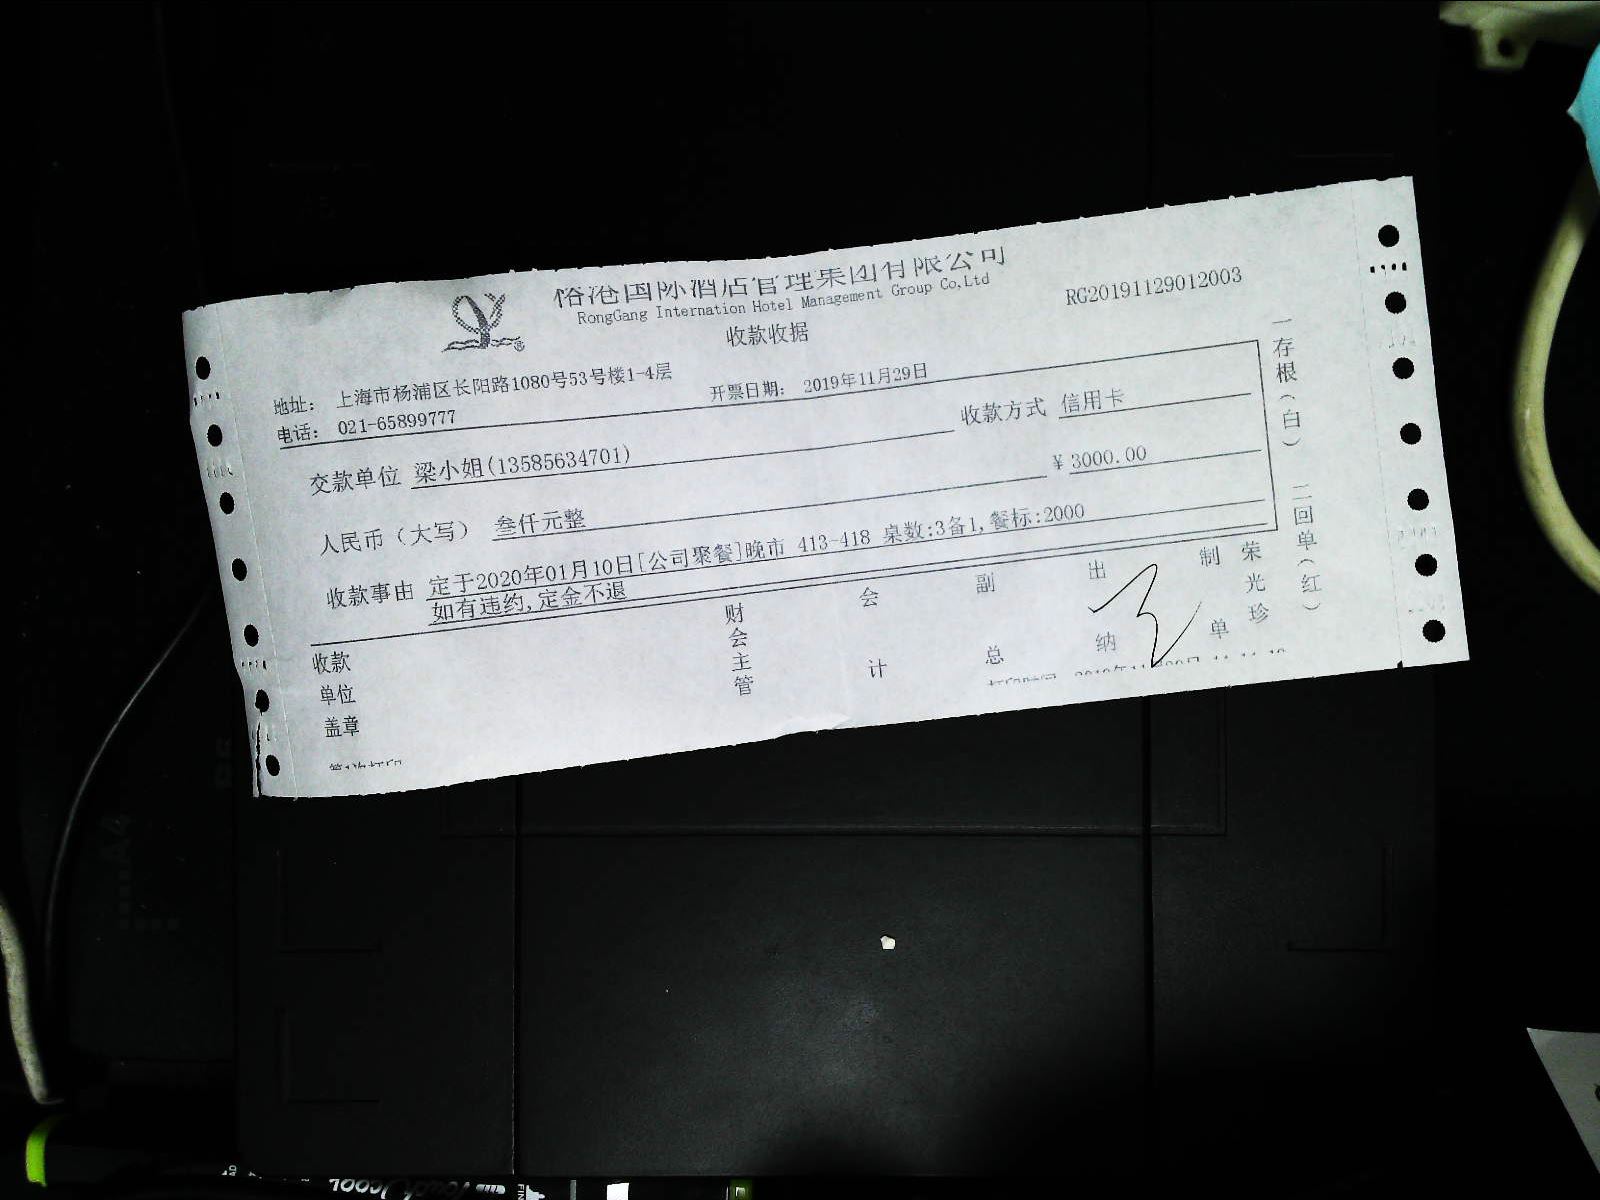 榕港国际酒店管理集团有限公司
RongGang Internation Hotel Management Group Co,Ltd
RG20191129012003
收款收据
地址： 上海市杨浦区长阳路1080号53号楼1-4层
电话： 021-65899777
开票日期： 2019年11月29日
交款单位 梁小姐(13585634701)
收款方式 信用卡
人民币（大写） 叁仟元整
¥ 3000.00
收款事由 定于2020年01月10日[公司聚餐]晚市 413-418 桌数:3备1,餐标:2000
如有违约,定金不退
收款
单位
盖章
财会主管
会计
副总
出纳
制单
荣光珍
一存根（白）
二回单（红）
第1次打印
A4